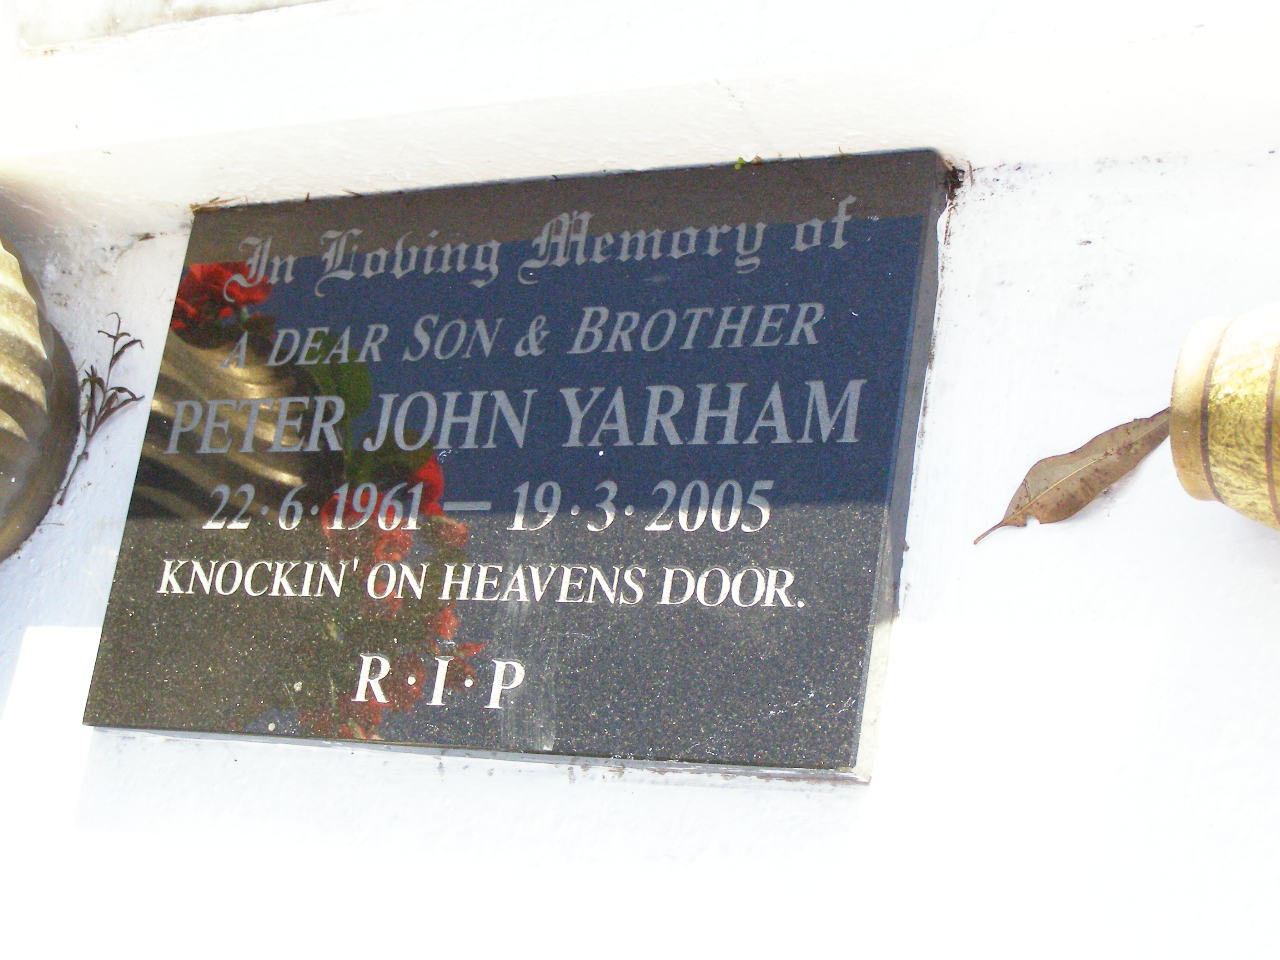 In Loving Memory of
A DEAR SON & BROTHER
PETER JOHN YARHAM
22·6·1961 — 19·3·2005
KNOCKIN' ON HEAVENS DOOR.
R·I·P